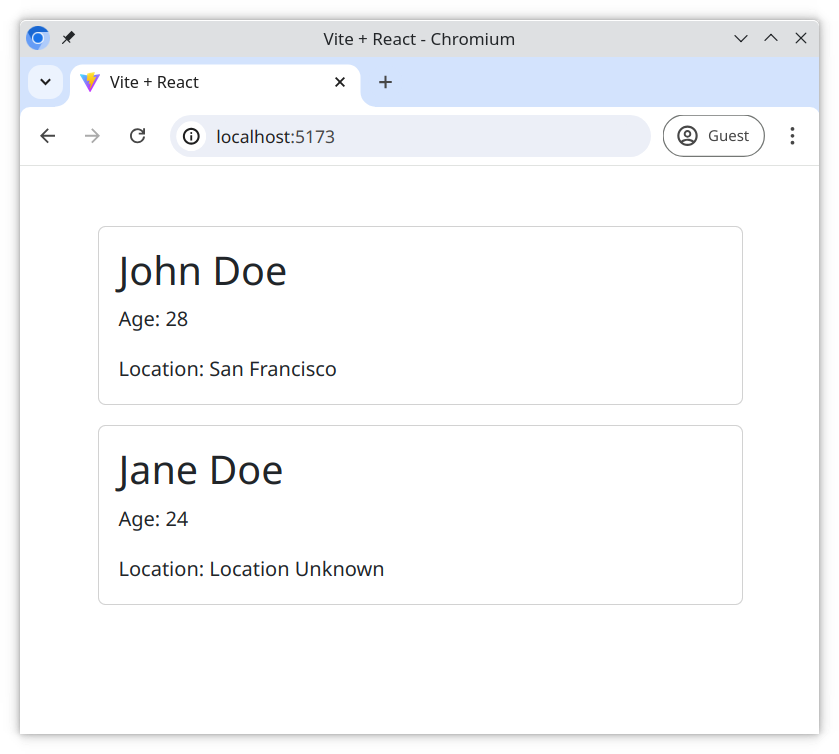 Vite + React - Chromium
Vite + React
localhost:5173
Guest
John Doe
Age: 28
Location: San Francisco
Jane Doe
Age: 24
Location: Location Unknown